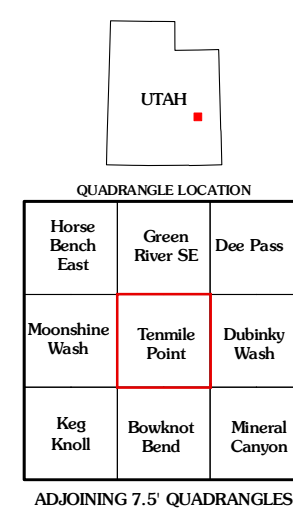 UTAH
QUADRANGLE LOCATION
Horse
Bench
East
Green
River SE
Dee Pass
Moonshine
Wash
Tenmile
Point
Dubinky
Wash
Keg
Knoll
Bowknot
Bend
Mineral
Canyon
ADJOINING 7.5' QUADRANGLES